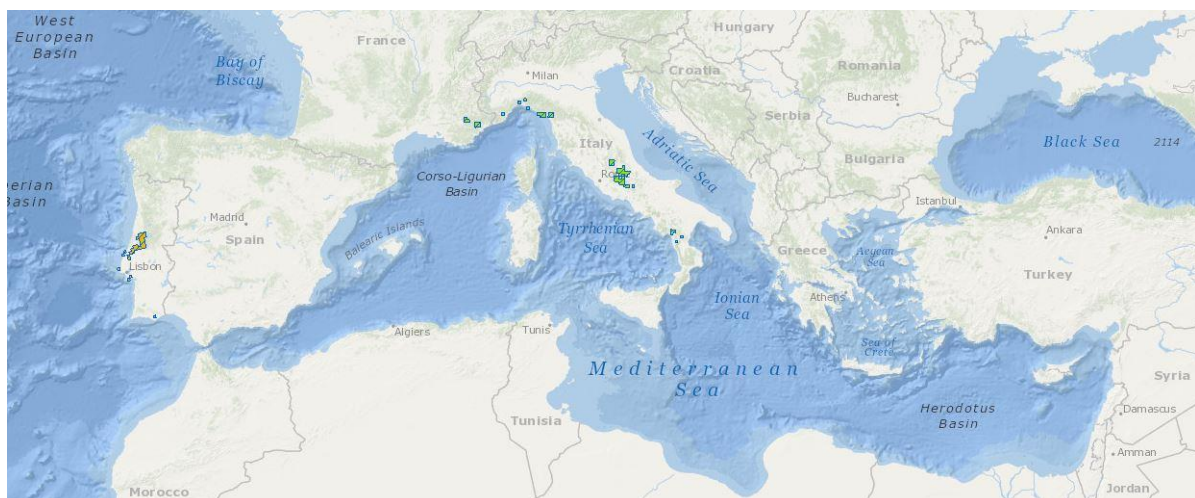 West
European
Basin
Bay of
Biscay
France
Hungary
Milan
Croatia
Romania
Bucharest
Serbia
Italy
Adriatic Sea
Black Sea
2114
Bulgaria
Corso-Ligurian
Basin
Istanbul
Madrid
Spain
Balearic Islands
Tyrrhenian
Sea
Ankara
Basin
Lisbon
Greece
Aegean
Sea
Turkey
Ionian
Sea
Athens
Algiers
Tunis
Sea of
Crete
Mediterranean
Sea
Syria
Herodotus
Basin
Tunisia
Damascus
Amman
Jordan
Morocco